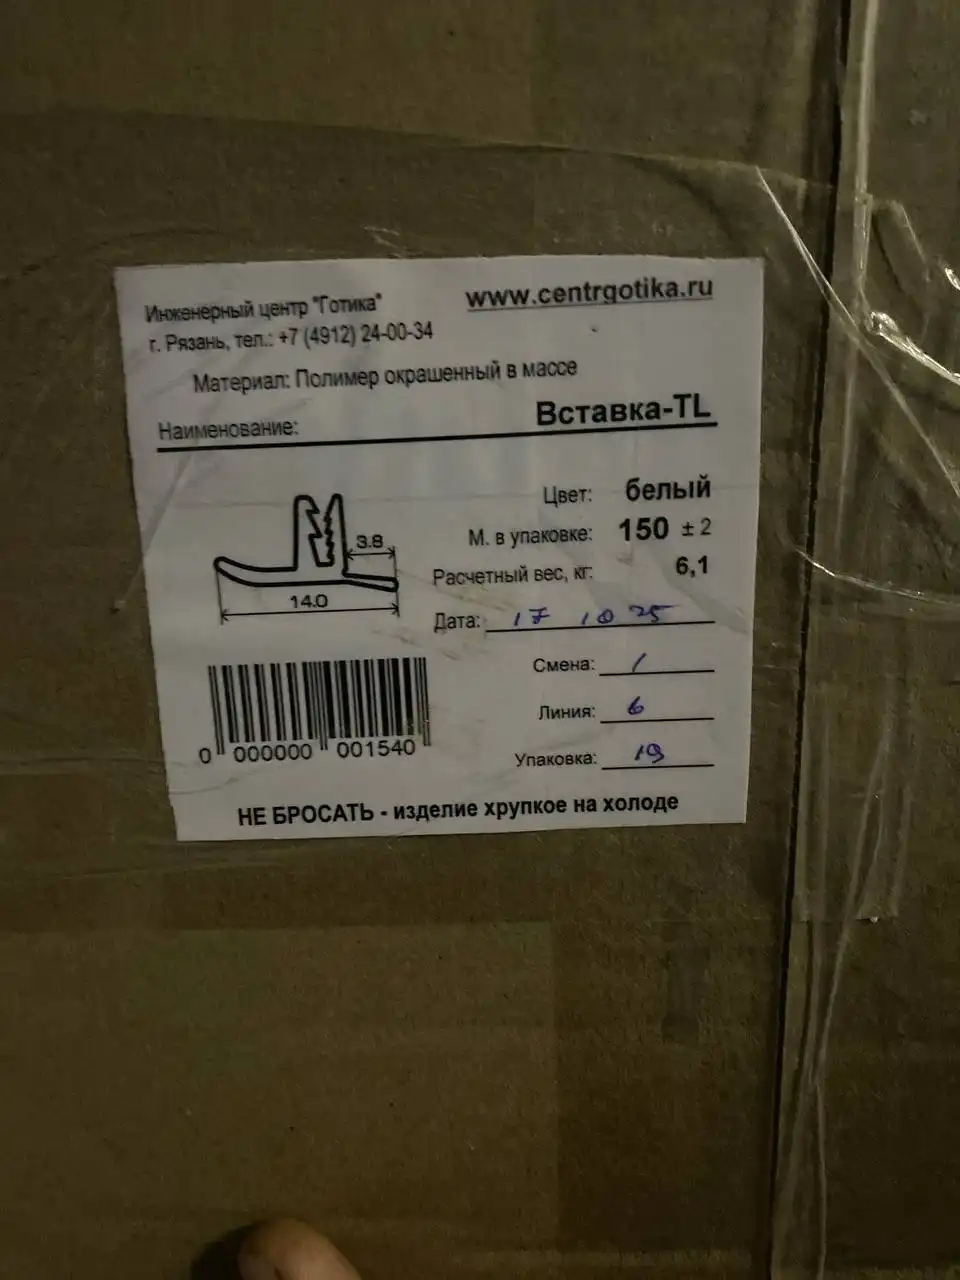 Инженерный центр "Готика"
www.centrgotika.ru
г. Рязань, тел.: +7 (4912) 24-00-34
Материал: Полимер окрашенный в массе
Наименование: Вставка-TL
Цвет: белый
М. в упаковке: 150 ± 2
Расчетный вес, кг: 6,1
3.8
14.0
Дата: 17 10 25
Смена: 1
Линия: 6
Упаковка: 19
0 000000 001540
НЕ БРОСАТЬ - изделие хрупкое на холоде